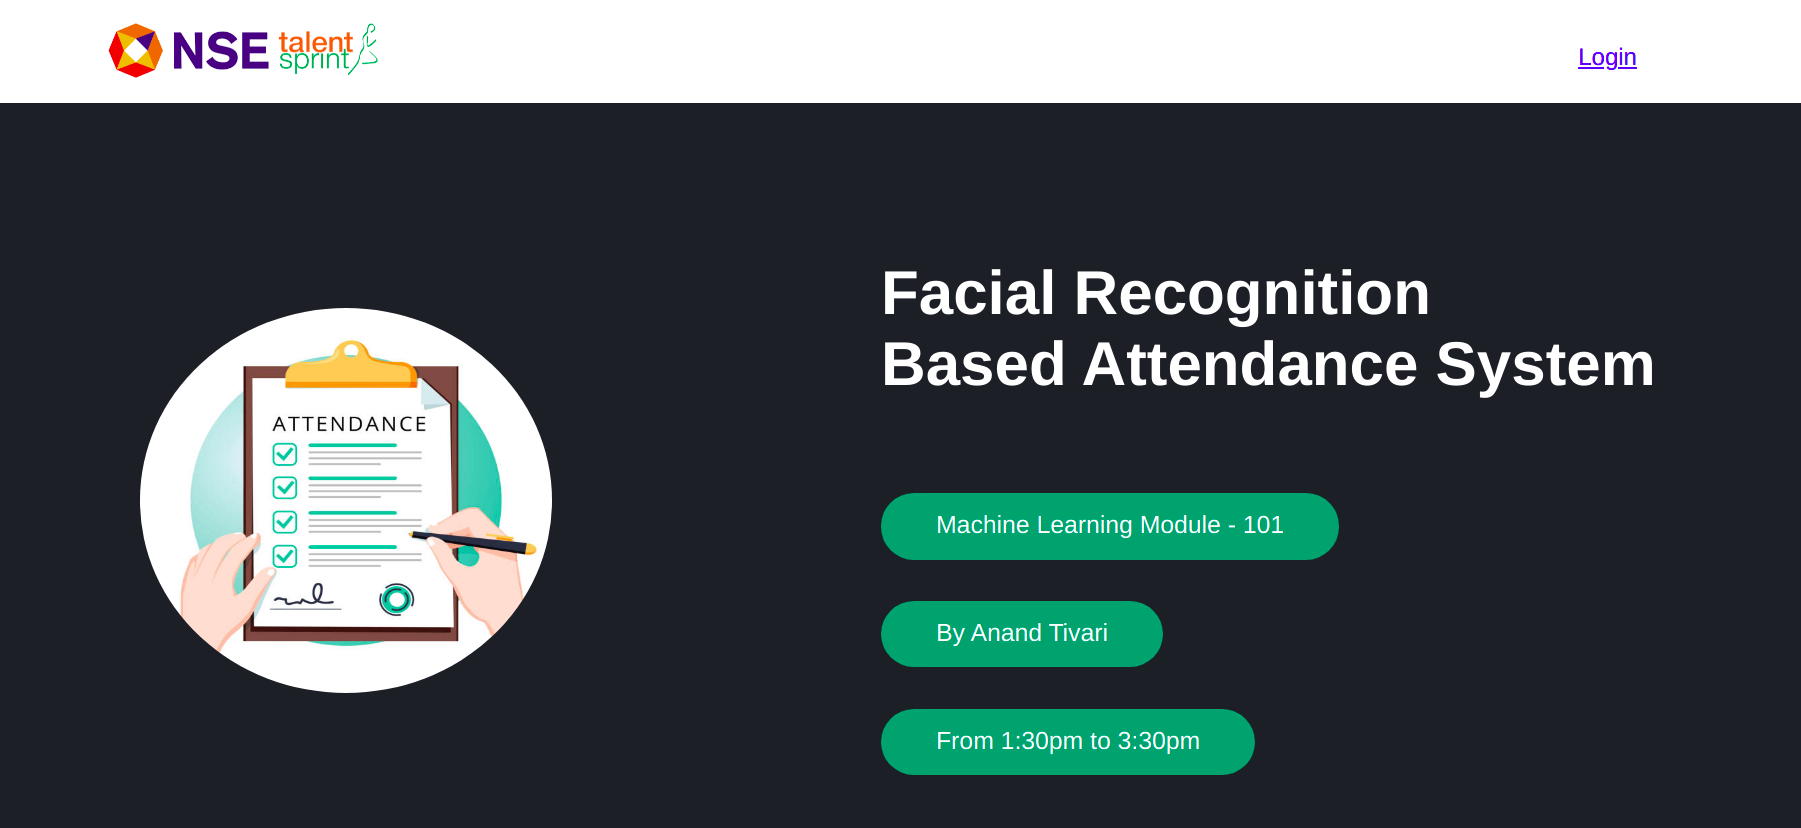 NSE talent
sprint
Login
Facial Recognition
Based Attendance System
ATTENDANCE
Machine Learning Module - 101
By Anand Tivari
From 1:30pm to 3:30pm